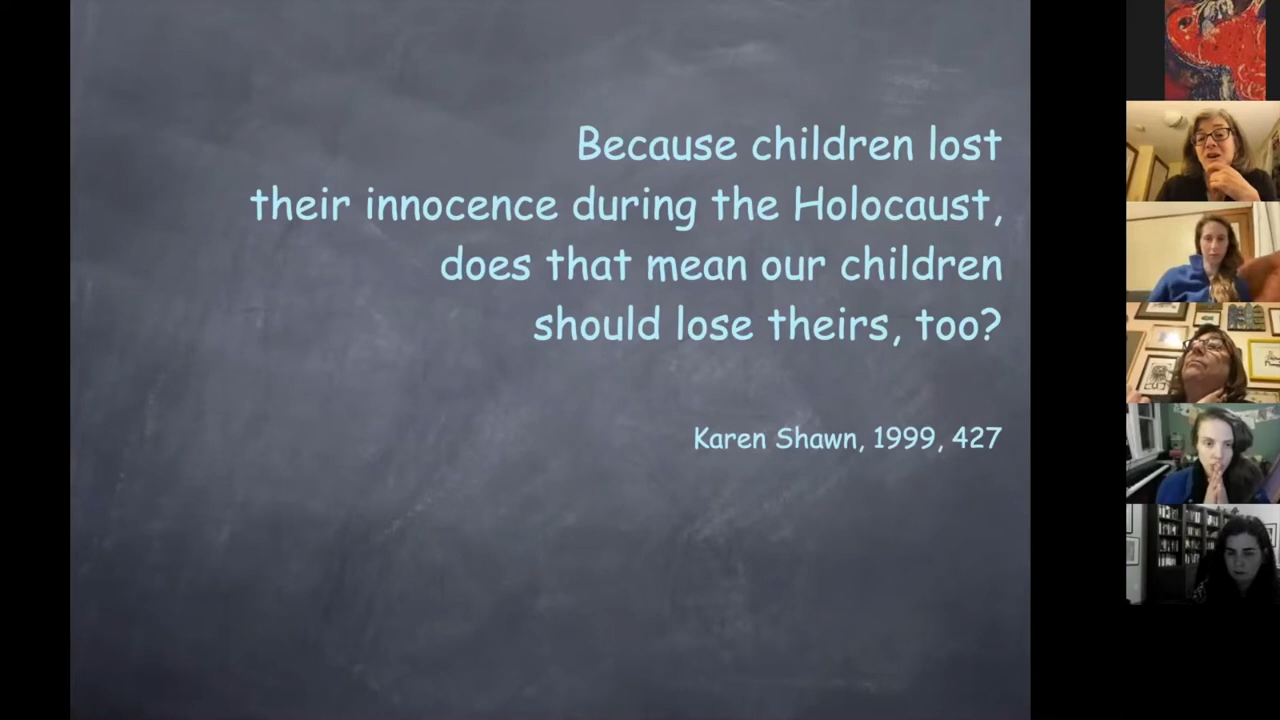 Because children lost
their innocence during the Holocaust,
does that mean our children
should lose theirs, too?
Karen Shawn, 1999, 427